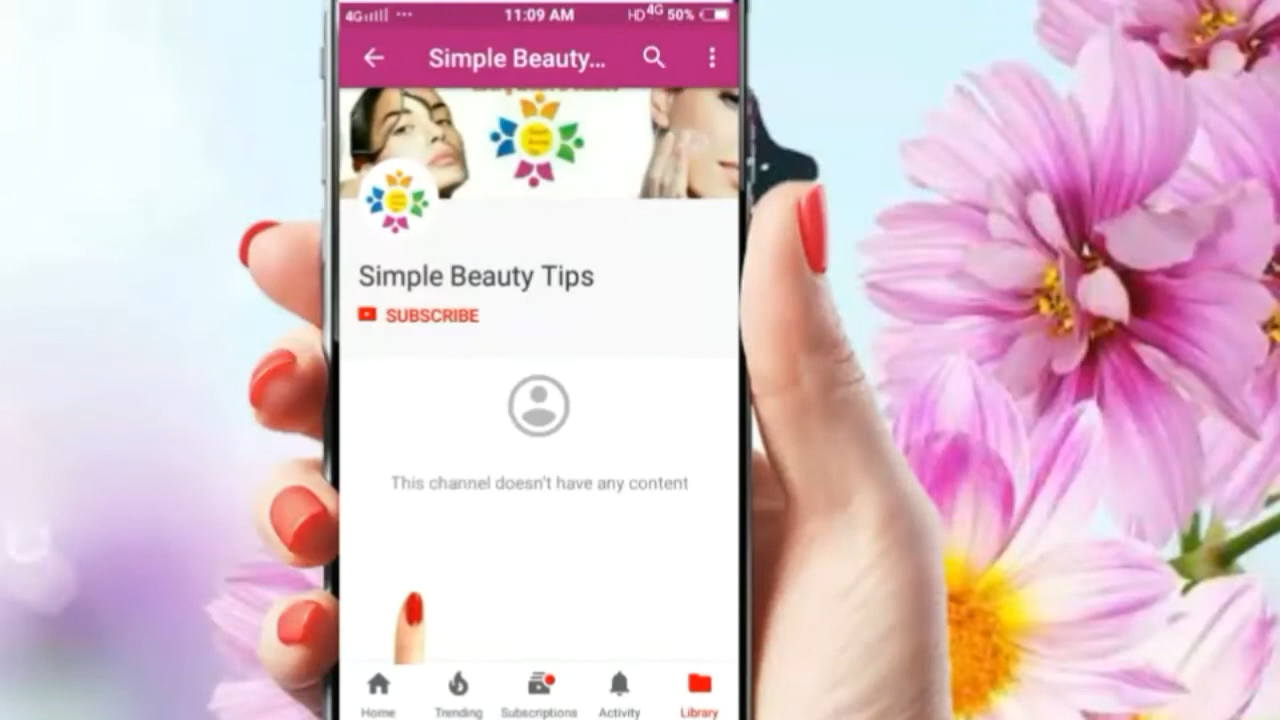 4G 11:09 AM HD 4G 50%
Simple Beauty...
Simple Beauty Tips
SUBSCRIBE
This channel doesn't have any content
Home Trending Subscriptions Activity Library